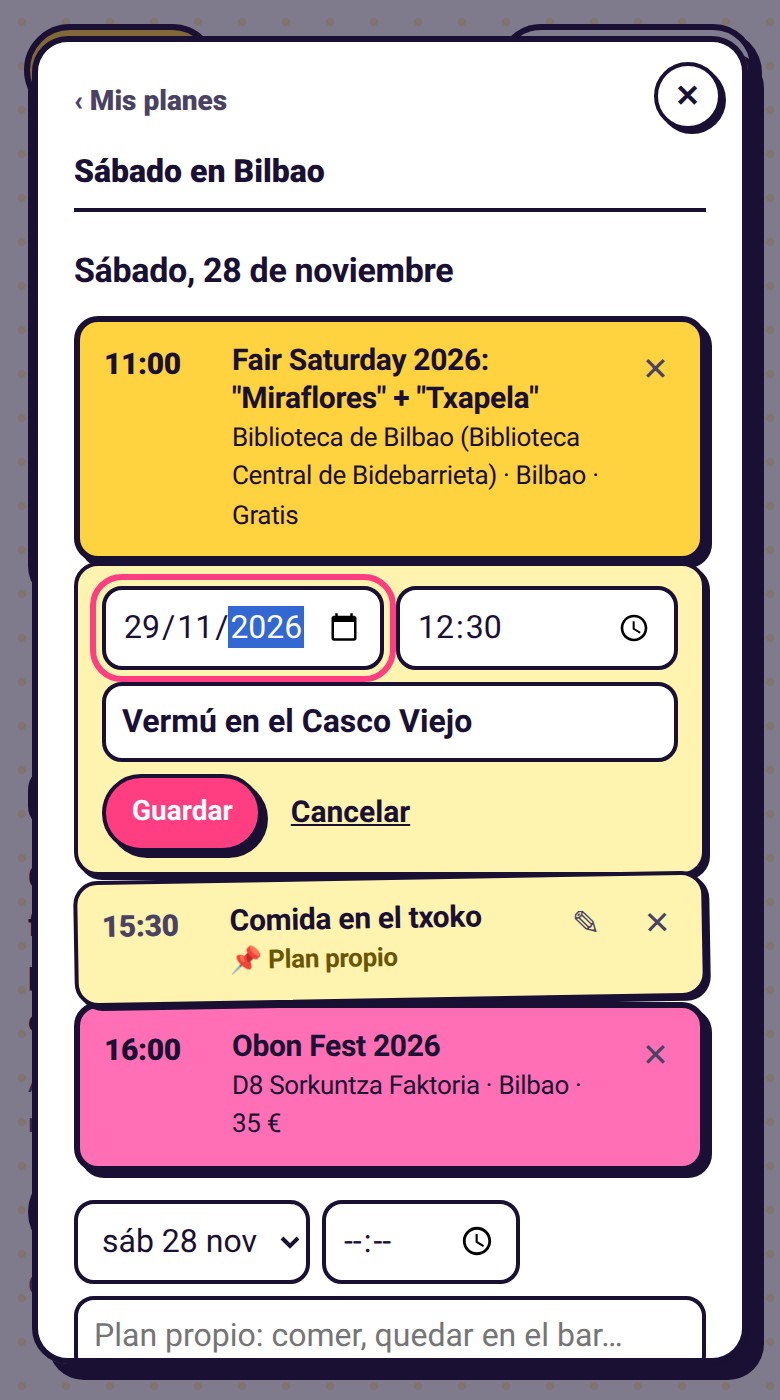 ‹ Mis planes
✕
Sábado en Bilbao
Sábado, 28 de noviembre
11:00
Fair Saturday 2026:
"Miraflores" + "Txapela"
✕
Biblioteca de Bilbao (Biblioteca
Central de Bidebarrieta) · Bilbao ·
Gratis
29/11/2026
12:30
Vermú en el Casco Viejo
Guardar
Cancelar
15:30
Comida en el txoko
✎
✕
📌 Plan propio
16:00
Obon Fest 2026
✕
D8 Sorkuntza Faktoria · Bilbao ·
35 €
sáb 28 nov
--:--
Plan propio: comer, quedar en el bar…